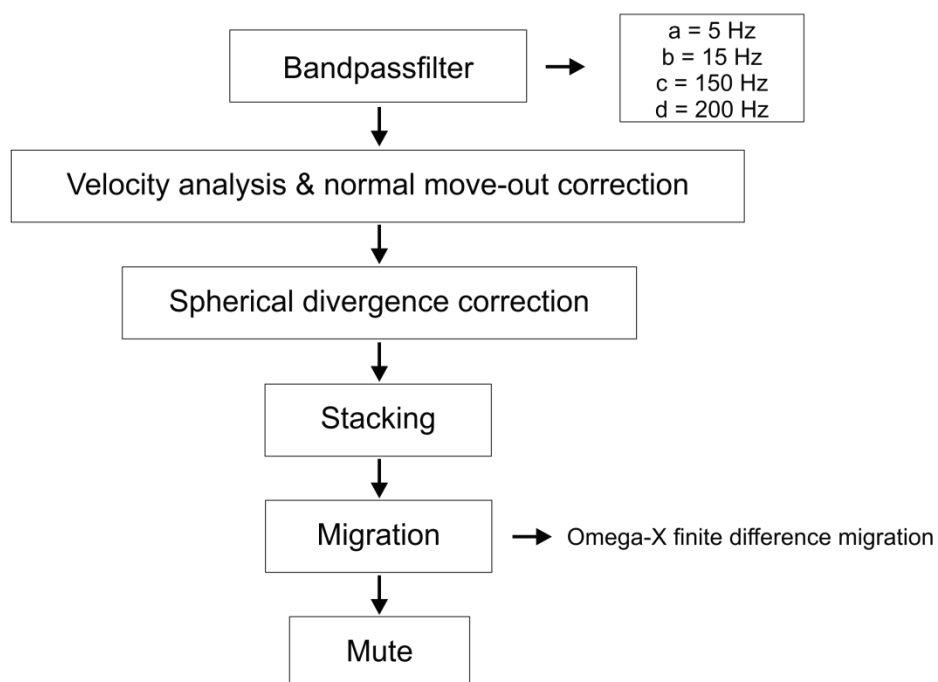 Bandpassfilter
a = 5 Hz
b = 15 Hz
c = 150 Hz
d = 200 Hz
Velocity analysis & normal move-out correction
Spherical divergence correction
Stacking
Migration
Omega-X finite difference migration
Mute